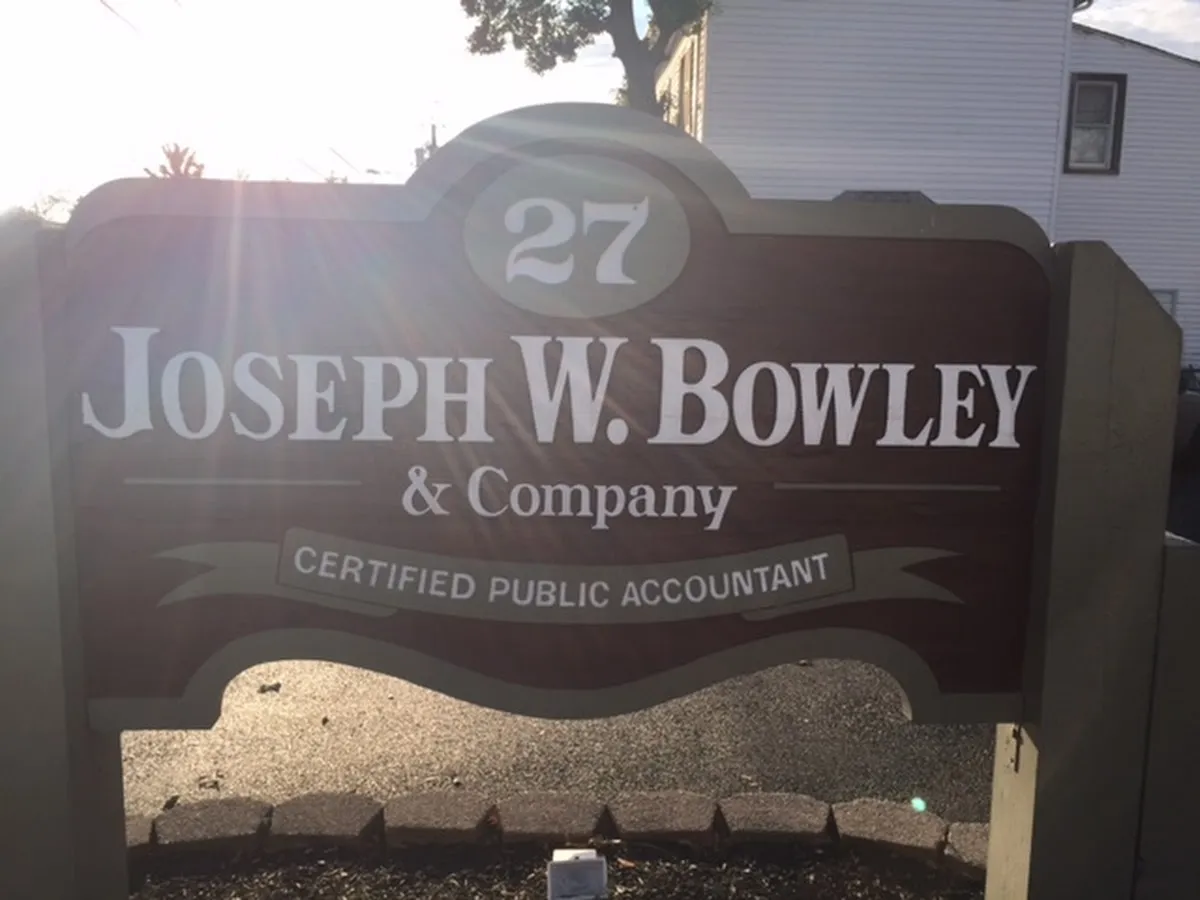 27
JOSEPH W. BOWLEY
& Company
CERTIFIED PUBLIC ACCOUNTANT